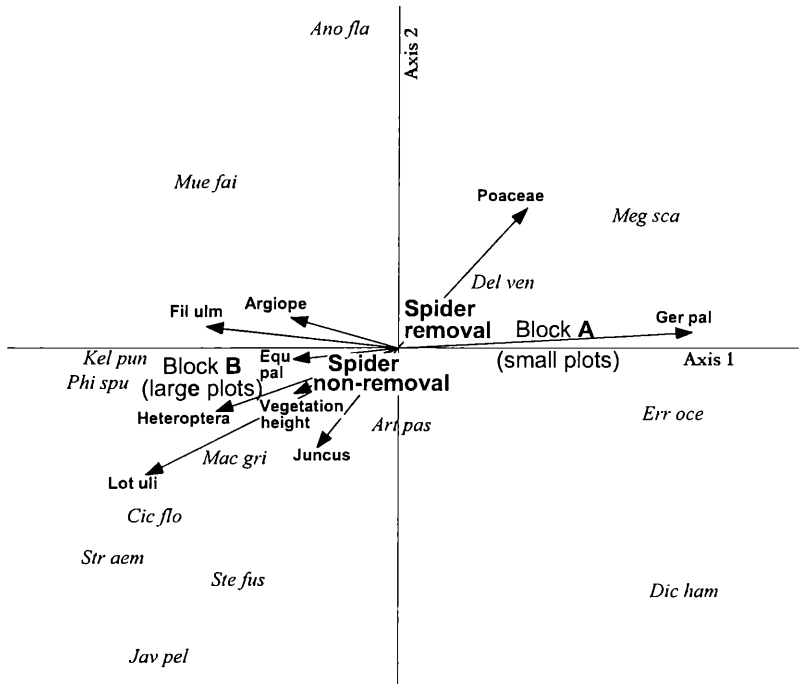 Ano fla
Axis 2
Mue fai
Poaceae
Meg sca
Del ven
Fil ulm
Argiope
Spider
removal
Block A
Ger pal
Kel pun
Block B
Equ
pal
Spider
non-removal
(small plots)
Axis 1
Phi spu
(large plots)
Heteroptera
Vegetation
height
Art pas
Err oce
Juncus
Mac gri
Lot uli
Cic flo
Str aem
Ste fus
Dic ham
Jav pel